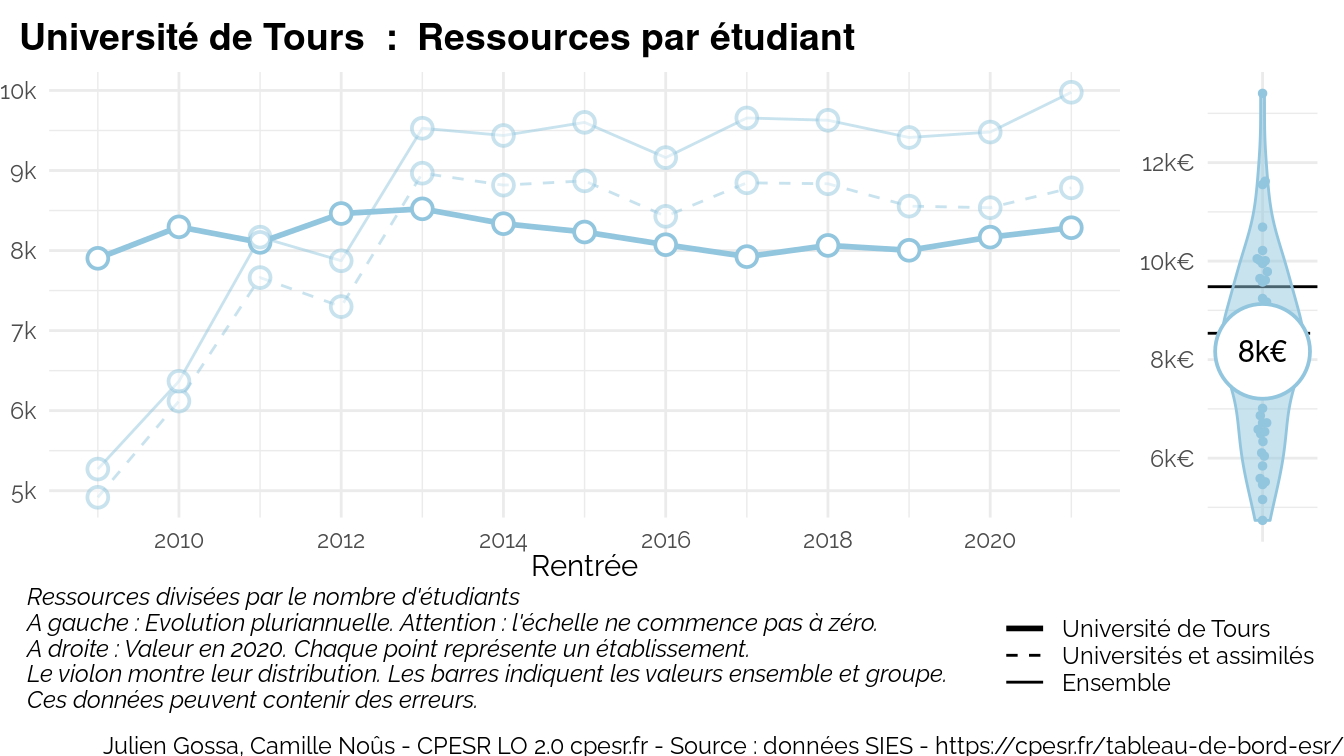 Université de Tours : Ressources par étudiant
10k
9k
8k
7k
6k
5k
2010 2012 2014 2016 2018 2020
Rentrée
12k€
10k€
8k€
6k€
8k€
Ressources divisées par le nombre d'étudiants
A gauche : Evolution pluriannuelle. Attention : l'échelle ne commence pas à zéro.
A droite : Valeur en 2020. Chaque point représente un établissement.
Le violon montre leur distribution. Les barres indiquent les valeurs ensemble et groupe.
Ces données peuvent contenir des erreurs.
Université de Tours
Universités et assimilés
Ensemble
Julien Gossa, Camille Noûs - CPESR LO 2.0 cpesr.fr - Source : données SIES - https://cpesr.fr/tableau-de-bord-esr/